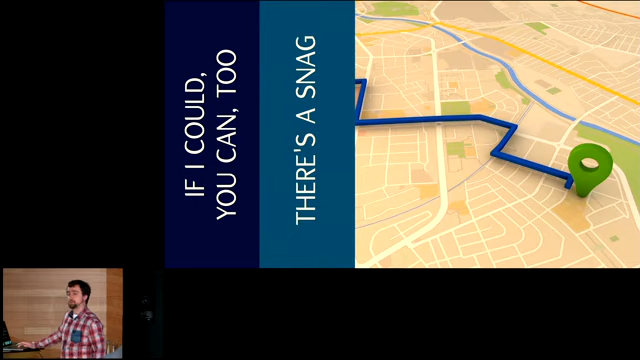 IF I COULD,
YOU CAN, TOO
THERE'S A SNAG